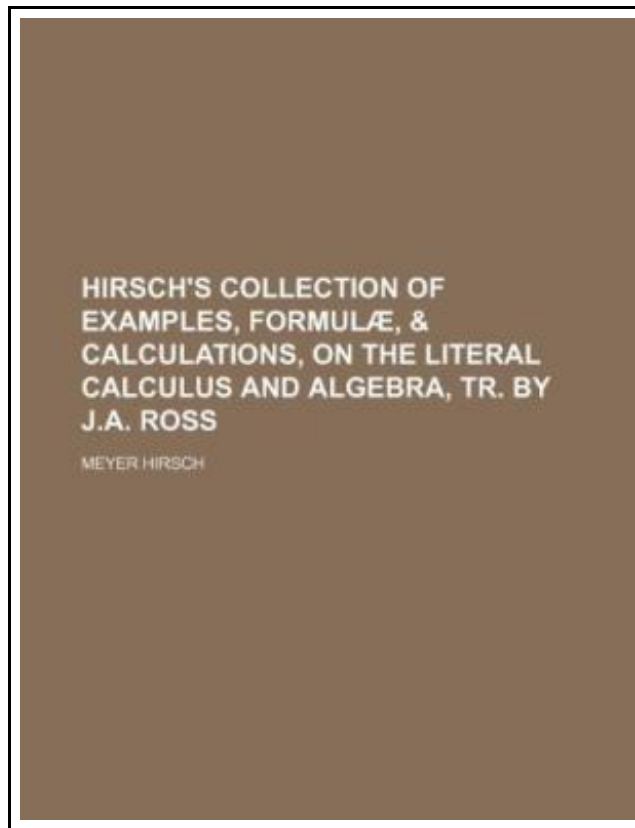 HIRSCH'S COLLECTION OF
EXAMPLES, FORMULÆ, &
CALCULATIONS, ON THE LITERAL
CALCULUS AND ALGEBRA, TR. BY
J.A. ROSS
MEYER HIRSCH